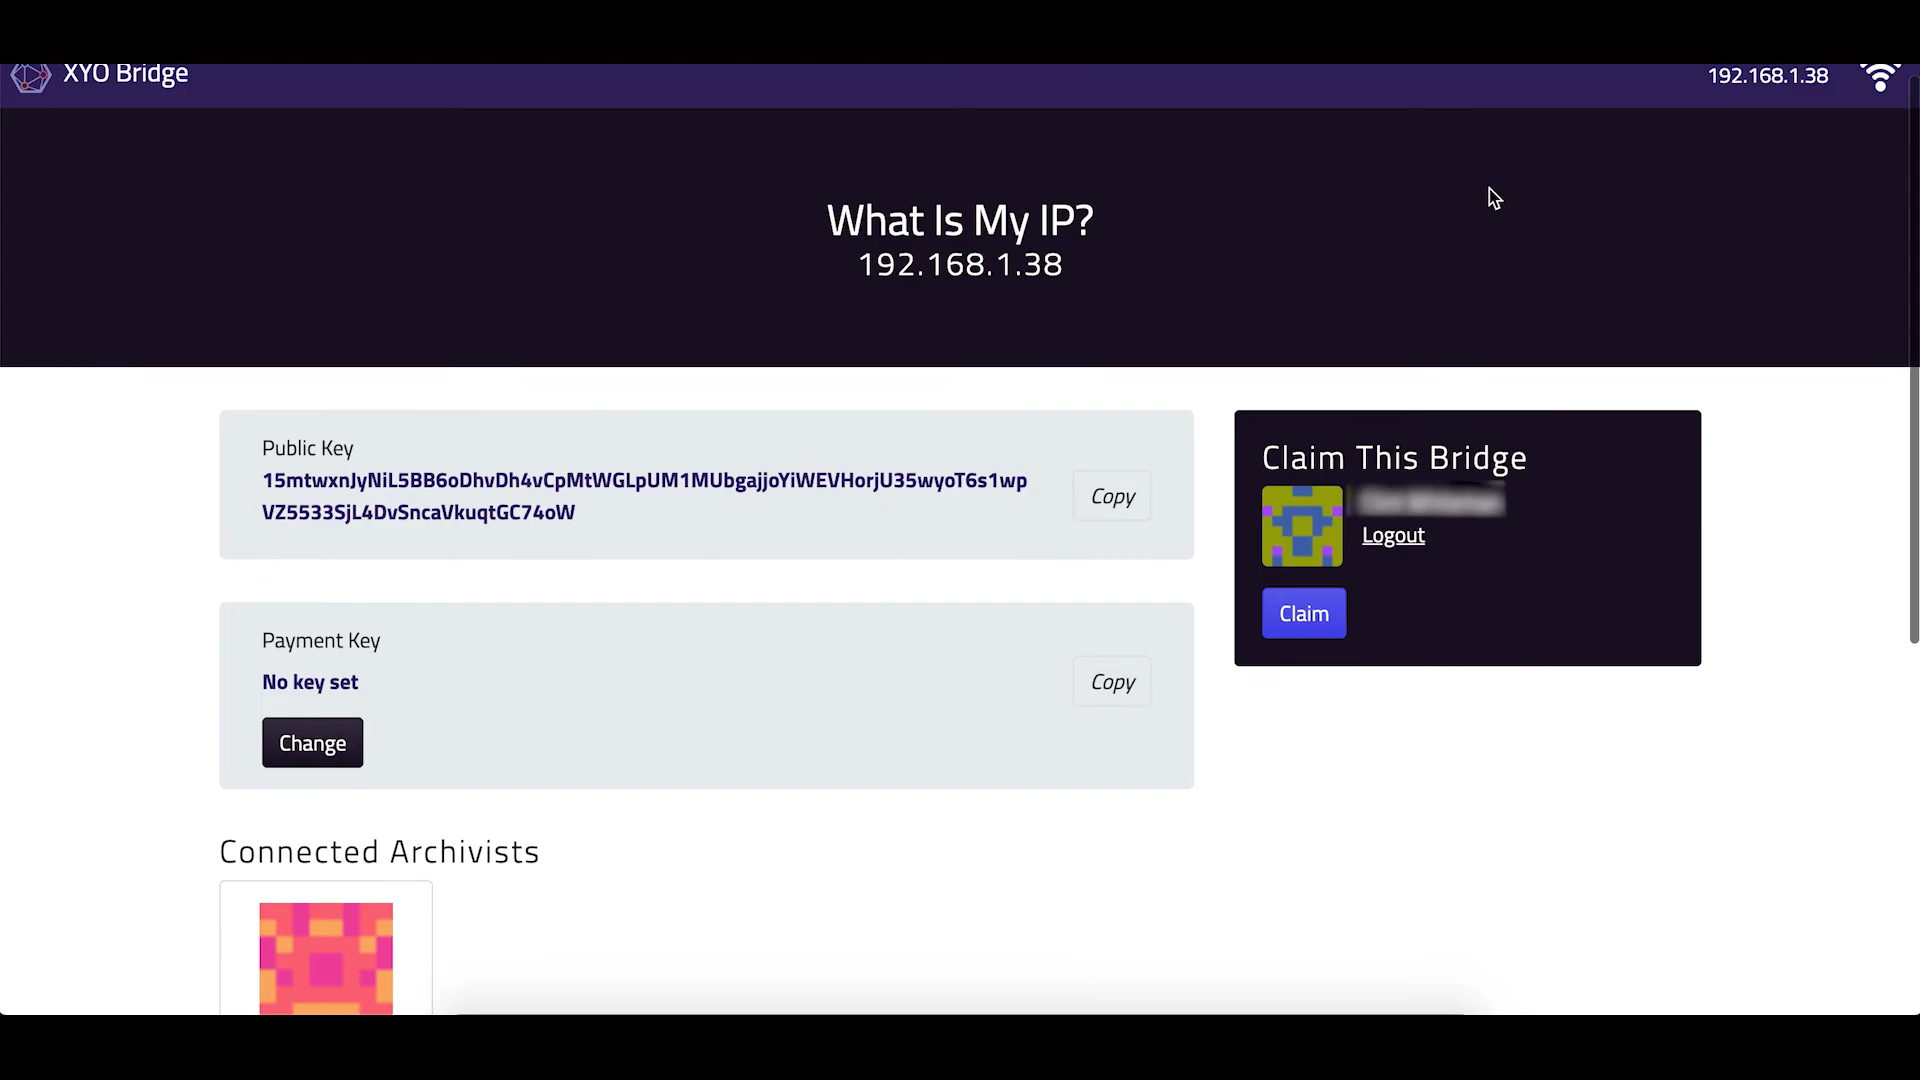 XYO Bridge
192.168.1.38
What Is My IP?
192.168.1.38
Public Key
15mtwxnJyNiL5BB6oDhvDh4vCpMtWGLpUM1MUbgajjoYiWEVHorjU35wyoT6s1wp
VZ5533SjL4DvSncaVkuqtGC74oW
Copy
Payment Key
No key set
Copy
Change
Claim This Bridge
Logout
Claim
Connected Archivists